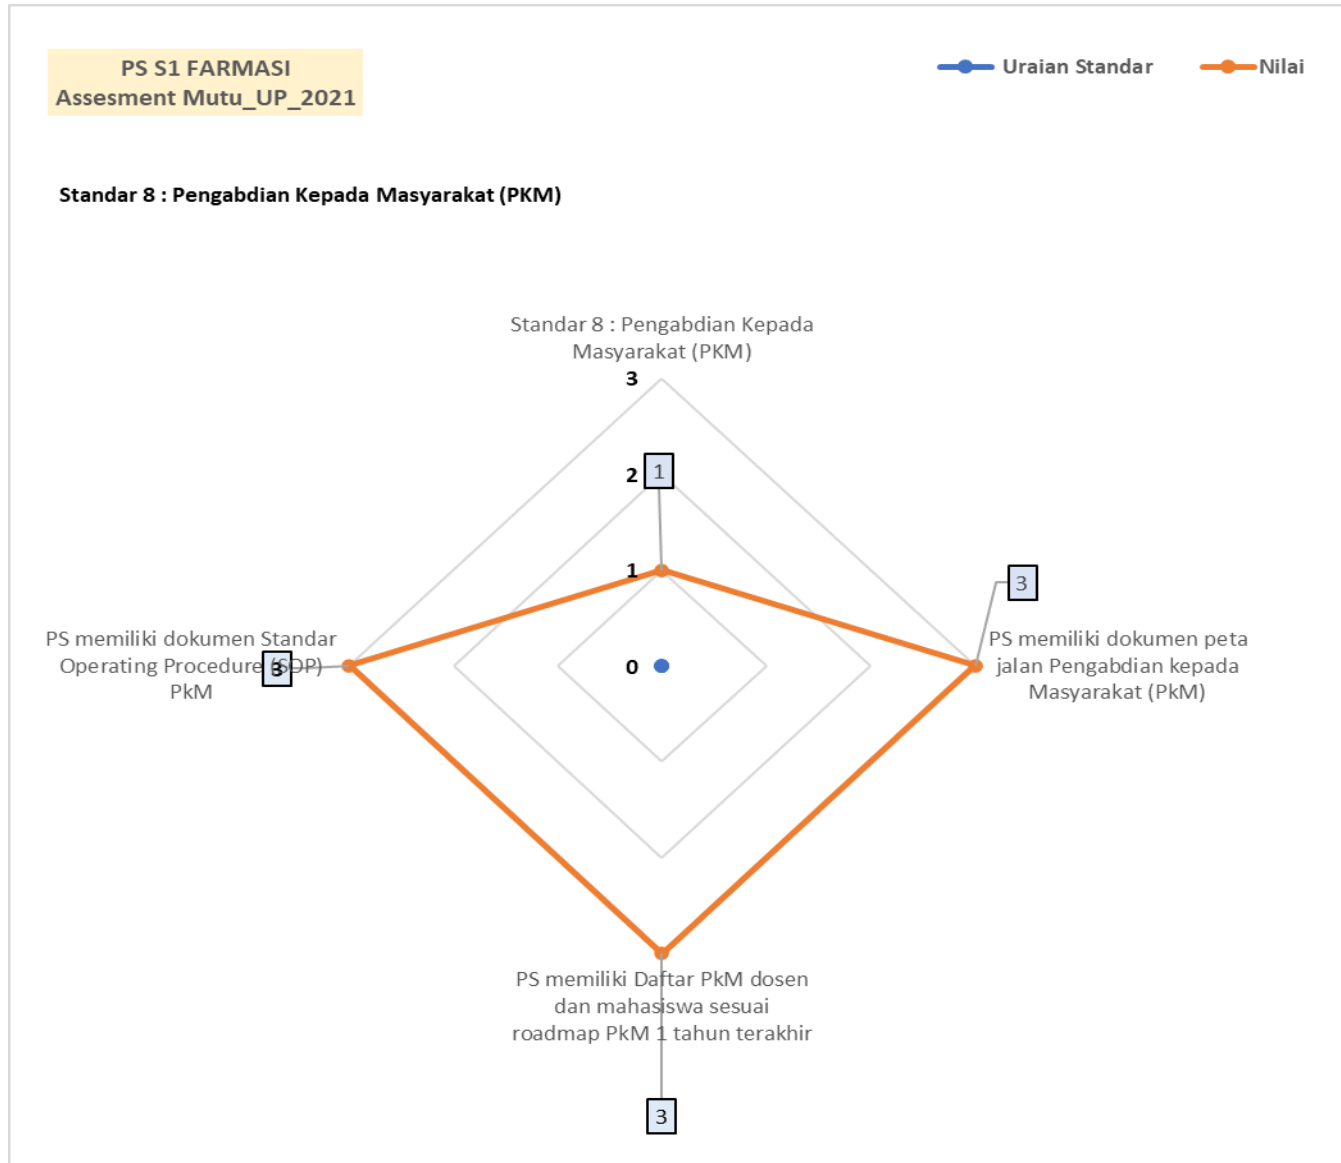 PS S1 FARMASI
Assesment Mutu_UP_2021
Uraian Standar
Nilai
Standar 8 : Pengabdian Kepada Masyarakat (PKM)
Standar 8 : Pengabdian Kepada
Masyarakat (PKM)
3
2
1
1
0
3
PS memiliki dokumen peta
jalan Pengabdian kepada
Masyarakat (PkM)
PS memiliki dokumen Standar
Operating Procedure (SOP)
PkM
3
PS memiliki Daftar PkM dosen
dan mahasiswa sesuai
roadmap PkM 1 tahun terakhir
3